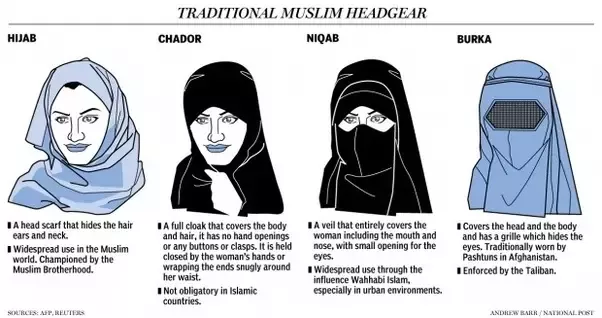 TRADITIONAL MUSLIM HEADGEAR
HIJAB
A head scarf that hides the hair
ears and neck.
Widespread use in the Muslim
world. Championed by the
Muslim Brotherhood.
CHADOR
A full cloak that covers the body
and hair, it has no hand openings
or any buttons or clasps. It is held
closed by the woman's hands or
wrapping the ends snugly around
her waist.
Not obligatory in Islamic
countries.
NIQAB
A veil that entirely covers the
woman including the mouth and
nose, with small opening for the
eyes.
Widespread use through the
influence Wahhabi Islam,
especially in urban environments.
BURKA
Covers the head and the body
and has a grille which hides the
eyes. Traditionally worn by
Pashtuns in Afghanistan.
Enforced by the Taliban.
SOURCES: AFP, REUTERS
ANDREW BARR / NATIONAL POST